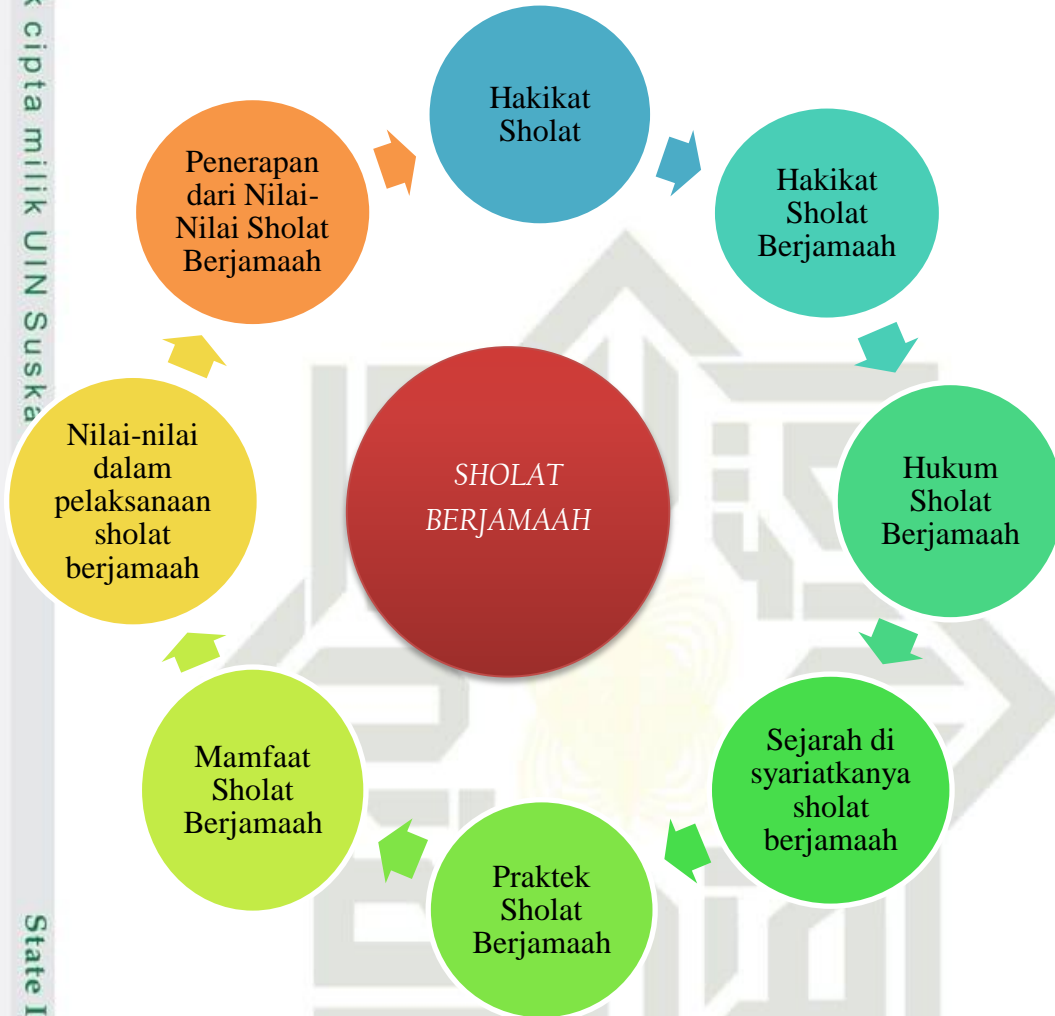 Hakikat
Sholat
Hakikat
Sholat
Berjamaah
Hukum
Sholat
Berjamaah
Sejarah di
syariatkanya
sholat
berjamaah
Praktek
Sholat
Berjamaah
Mamfaat
Sholat
Berjamaah
Nilai-nilai
dalam
pelaksanaan
sholat
berjamaah
Penerapan
dari Nilai-
Nilai Sholat
Berjamaah
SHOLAT
BERJAMAAH
cipta milik UIN Suska
State